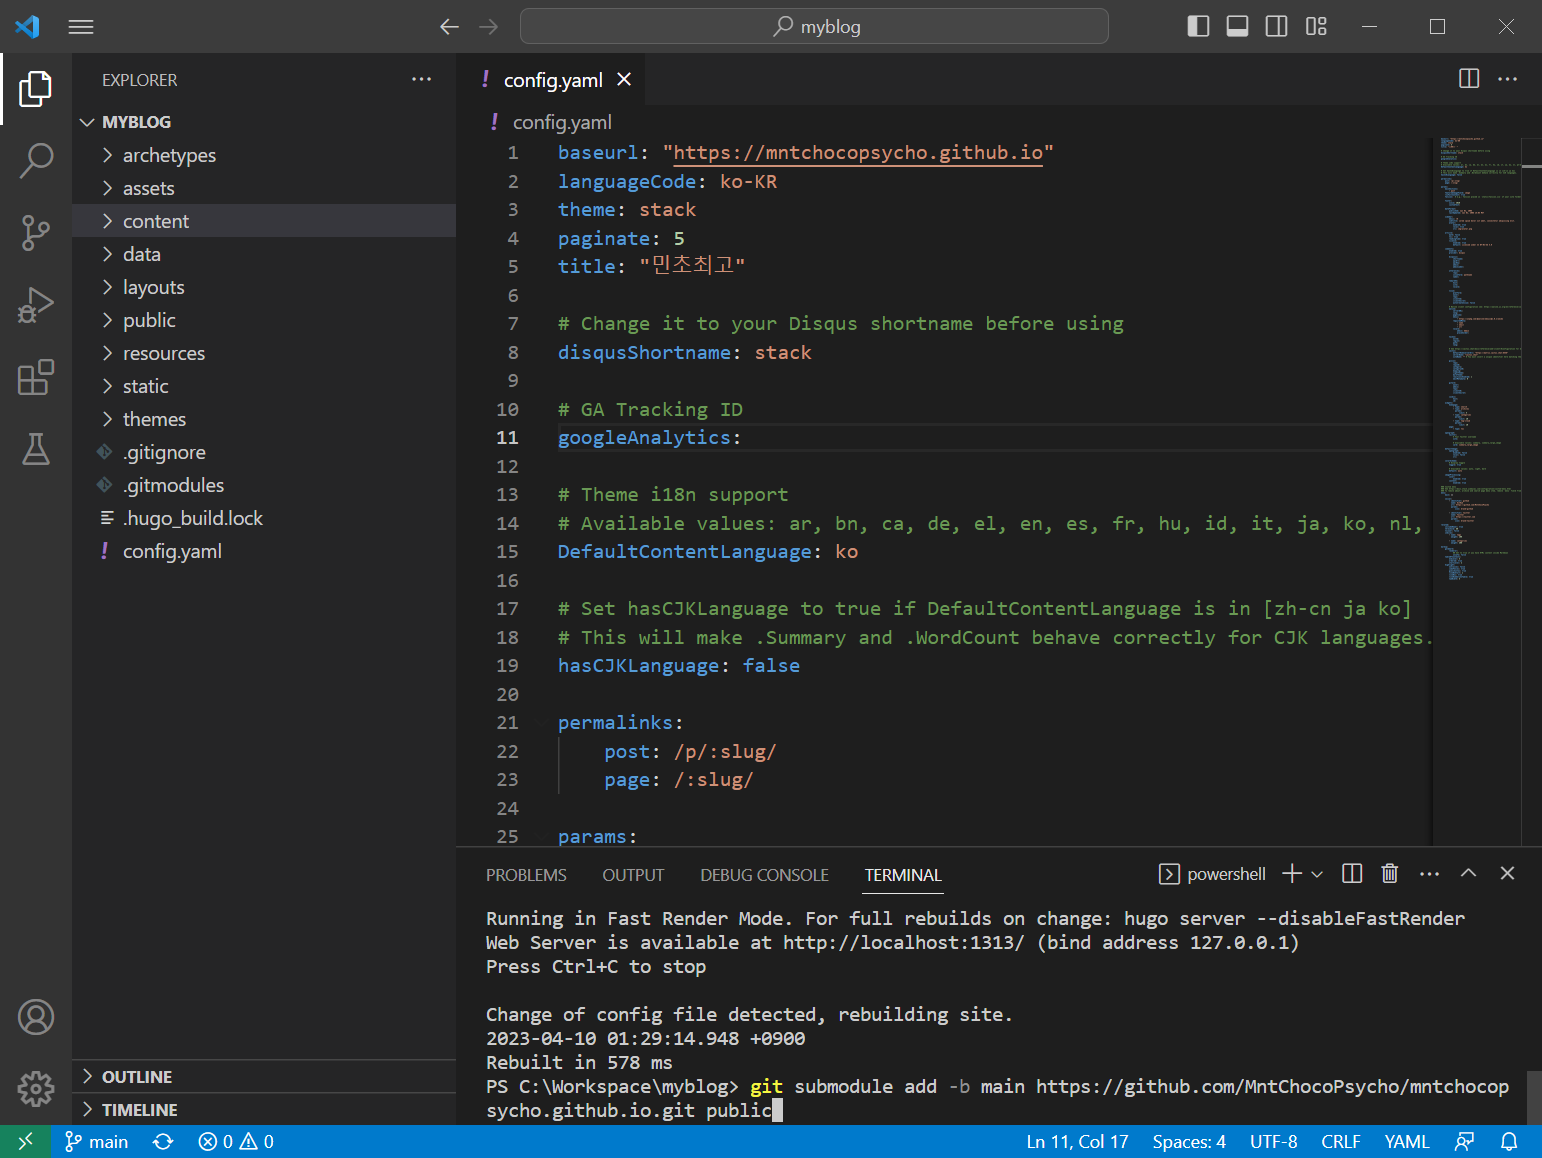 myblog
EXPLORER
MYBLOG
archetypes
assets
content
data
layouts
public
resources
static
themes
.gitignore
.gitmodules
.hugo_build.lock
config.yaml
OUTLINE
TIMELINE
config.yaml
config.yaml
1 baseurl: "https://mntchocopsycho.github.io"
2 languageCode: ko-KR
3 theme: stack
4 paginate: 5
5 title: "민초최고"
6
7 # Change it to your Disqus shortname before using
8 disqusShortname: stack
9
10 # GA Tracking ID
11 googleAnalytics:
12
13 # Theme i18n support
14 # Available values: ar, bn, ca, de, el, en, es, fr, hu, id, it, ja, ko, nl,
15 DefaultContentLanguage: ko
16
17 # Set hasCJKLanguage to true if DefaultContentLanguage is in [zh-cn ja ko]
18 # This will make .Summary and .WordCount behave correctly for CJK languages.
19 hasCJKLanguage: false
20
21 permalinks:
22 post: /p/:slug/
23 page: /:slug/
24
25 params:
PROBLEMS OUTPUT DEBUG CONSOLE TERMINAL powershell
Running in Fast Render Mode. For full rebuilds on change: hugo server --disableFastRender
Web Server is available at http://localhost:1313/ (bind address 127.0.0.1)
Press Ctrl+C to stop
Change of config file detected, rebuilding site.
2023-04-10 01:29:14.948 +0900
Rebuilt in 578 ms
PS C:\Workspace\myblog> git submodule add -b main https://github.com/MntChocoPsycho/mntchocop
sycho.github.io.git public
main 0 0 Ln 11, Col 17 Spaces: 4 UTF-8 CRLF YAML